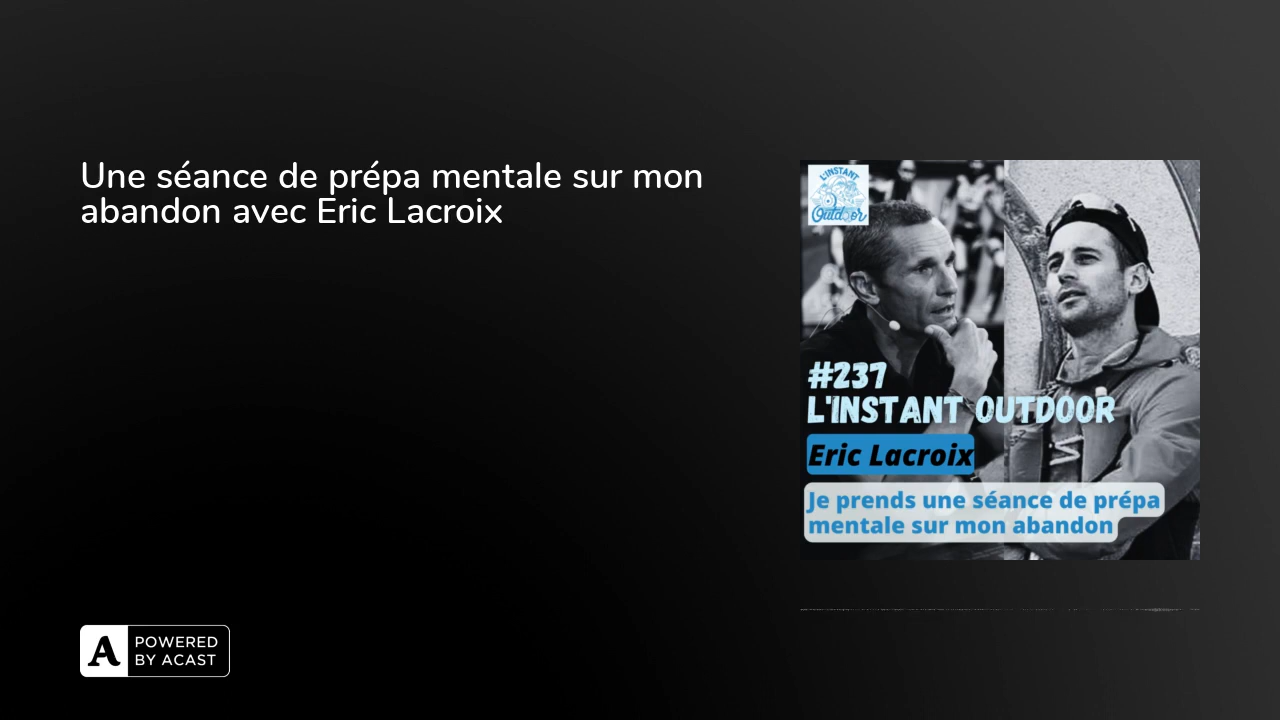 Une séance de prépa mentale sur mon
abandon avec Eric Lacroix
L'INSTANT
Outdoor
#237
L'INSTANT OUTDOOR
Eric Lacroix
Je prends une séance de prépa
mentale sur mon abandon
A
POWERED
BY ACAST